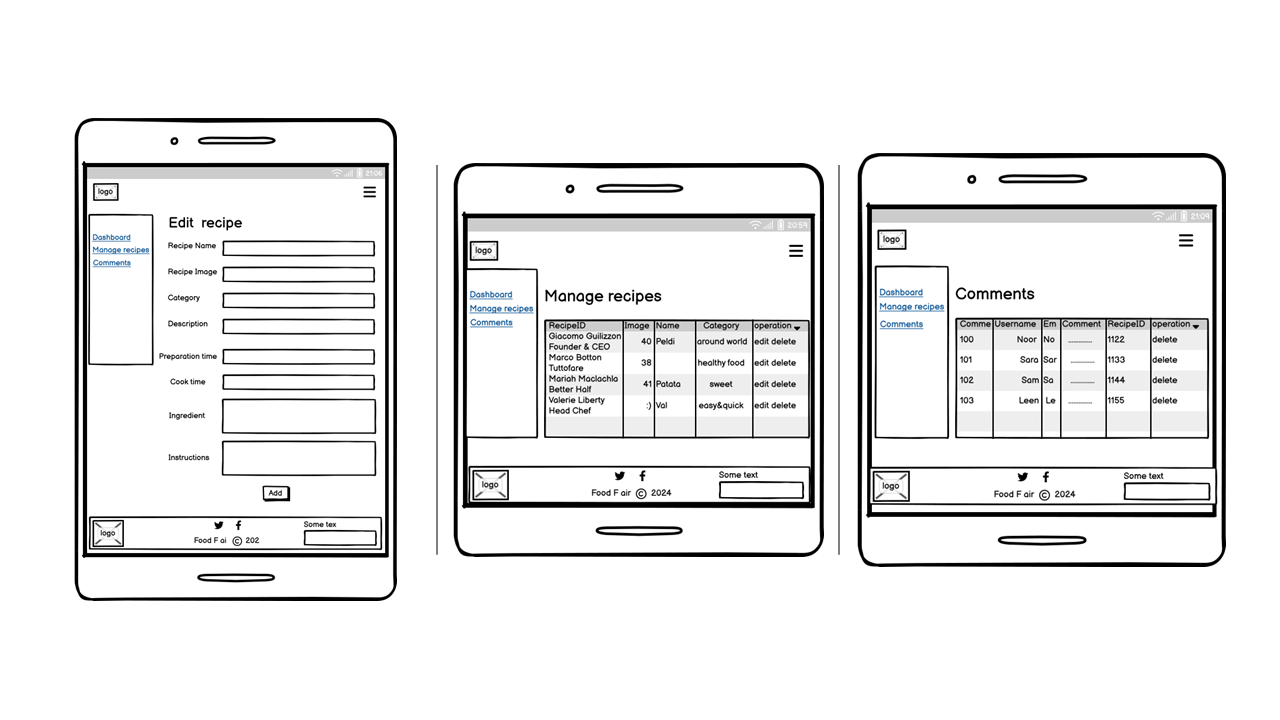 21:06
logo
Edit recipe
Dashboard
Manage recipes
Comments
Recipe Name
Recipe Image
Category
Description
Preparation time
Cook time
Ingredient
Instructions
Add
logo
Food F ai © 202
Some tex
20:59
logo
Dashboard
Manage recipes
Comments
Manage recipes
RecipeID Image Name Category operation
Giacomo Guilizzon
Founder & CEO 40 Peldi around world edit delete
Marco Botton
Tuttofare 38 healthy food edit delete
Mariah Maclachla
Better Half 41 Patata sweet edit delete
Valerie Liberty
Head Chef :) Val easy&quick edit delete
logo
Food F air © 2024
Some text
21:09
logo
Dashboard
Manage recipes
Comments
Comments
Comme Username Em Comment RecipeID operation
100 Noor No ............ 1122 delete
101 Sara Sar ............ 1133 delete
102 Sam Sa ............ 1144 delete
103 Leen Le ............ 1155 delete
logo
Food F air © 2024
Some text